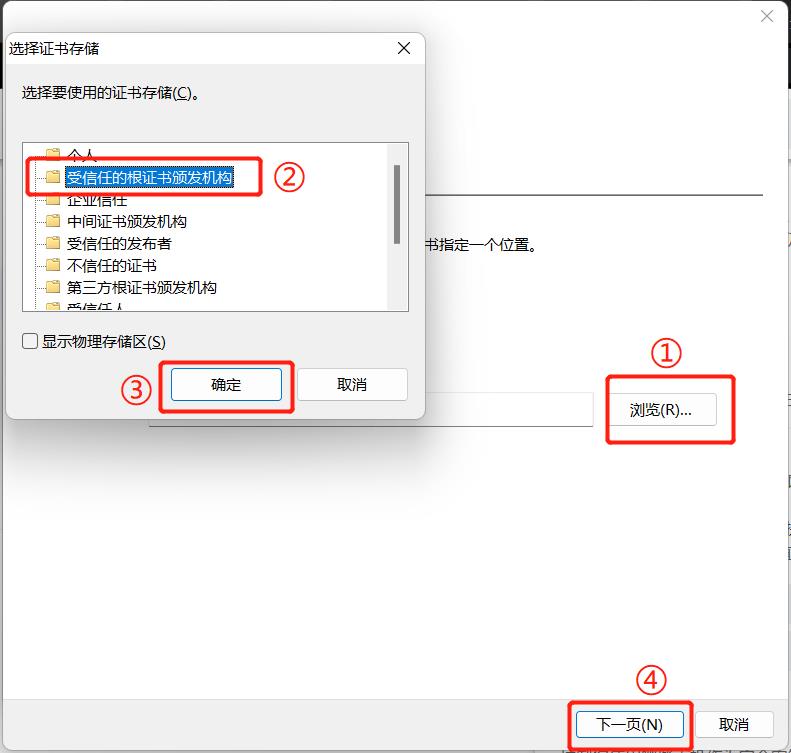 选择证书存储
选择要使用的证书存储(C)。
个人
受信任的根证书颁发机构
②
企业信任
中间证书颁发机构
受信任的发布者
不信任的证书
第三方根证书颁发机构
受信任人
显示物理存储区(S)
③
确定
取消
书指定一个位置。
①
浏览(R)...
④
下一页(N)
取消